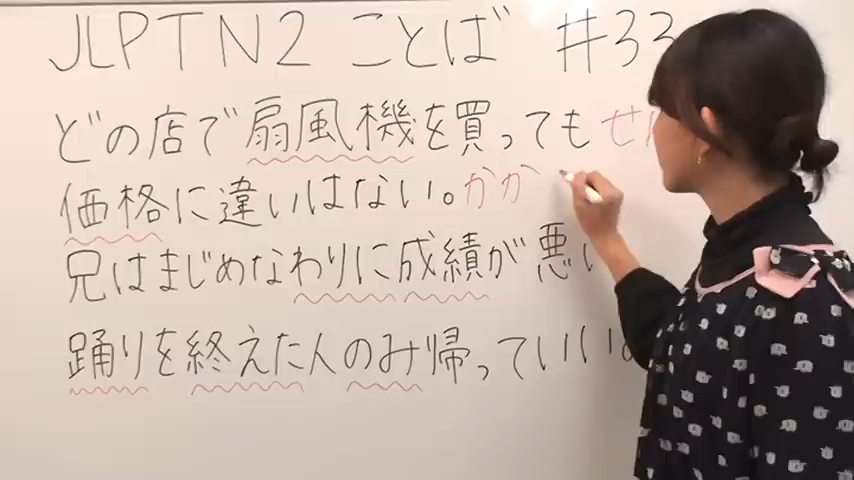 JLPT N2 ことば #33
どの店で扇風機を買っても せ
価格に違いはない。かか
兄はまじめなわりに成績が悪い
踊りを終えた人のみ帰っていい